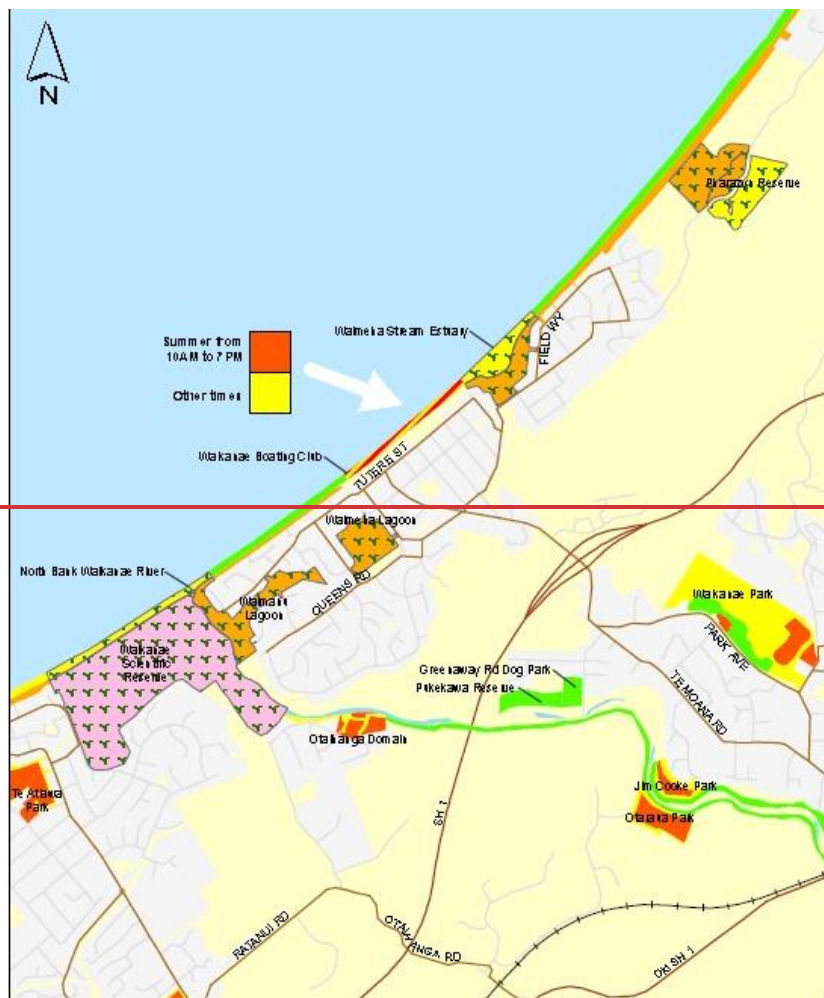 N
Pharazyn Reserve
Waimeha Stream Estuary
FIELD WY
Summer from
10AM to 7 PM
Other times
Waikanae Boating Club
TUTERE ST
Waimeha Lagoon
North Bank Waikanae River
Waimanu
Lagoon
QUEENS RD
Waikanae Park
Waikanae
Scientific
Reserve
PARK AVE
Greenaway Rd Dog Park
Pukekawa Reserve
TE MOANA RD
Otaihanga Domain
Te Atiawa
Park
Jim Cooke Park
Otaraua Park
SH 1
RATANUI RD
OTAIHANGA RD
OLD SH 1